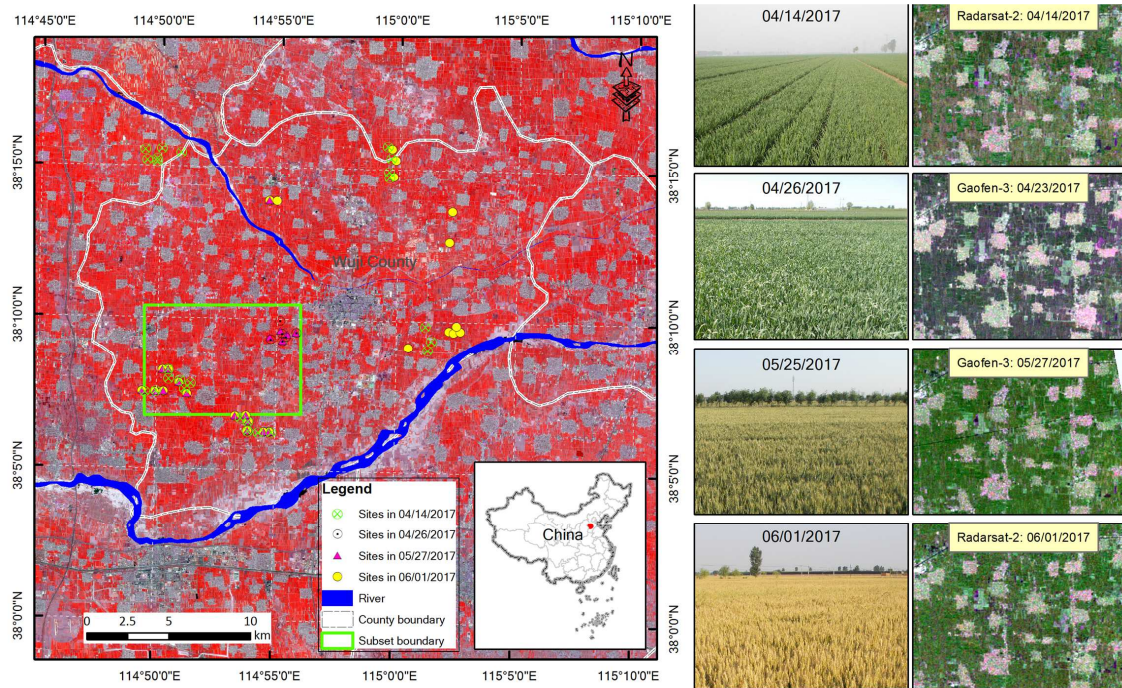 114°45'0"E
114°50'0"E
114°55'0"E
115°0'0"E
115°5'0"E
115°10'0"E
38°15'0"N
38°10'0"N
38°5'0"N
38°0'0"N
N
Wuji County
Legend
Sites in 04/14/2017
Sites in 04/26/2017
Sites in 05/27/2017
Sites in 06/01/2017
River
County boundary
Subset boundary
0 2.5 5 10
km
China
38°15'0"N
38°10'0"N
38°5'0"N
38°0'0"N
114°50'0"E
114°55'0"E
115°0'0"E
115°5'0"E
115°10'0"E
04/14/2017
Radarsat-2: 04/14/2017
04/26/2017
Gaofen-3: 04/23/2017
05/25/2017
Gaofen-3: 05/27/2017
06/01/2017
Radarsat-2: 06/01/2017